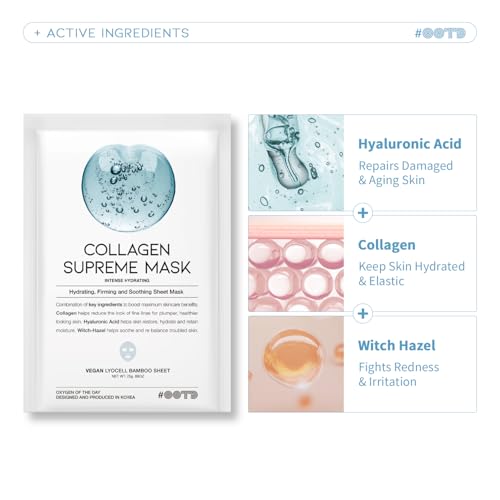 + ACTIVE INGREDIENTS
#OOTD
COLLAGEN
SUPREME MASK
INTENSE HYDRATING
Hydrating, Firming and Soothing Sheet Mask
Combination of key ingredients to boost maximum skincare benefits.
Collagen helps reduce the look of fine lines for plumper, healthier
looking skin. Hyaluronic Acid helps skin restore, hydrate and retain
moisture. Witch-Hazel helps soothe and re-balance troubled skin.
VEGAN LYOCELL BAMBOO SHEET
OXYGEN OF THE DAY
DESIGNED AND PRODUCED IN KOREA
#OOTD
Hyaluronic Acid
Repairs Damaged
& Aging Skin
+
Collagen
Keep Skin Hydrated
& Elastic
+
Witch Hazel
Fights Redness
& Irritation